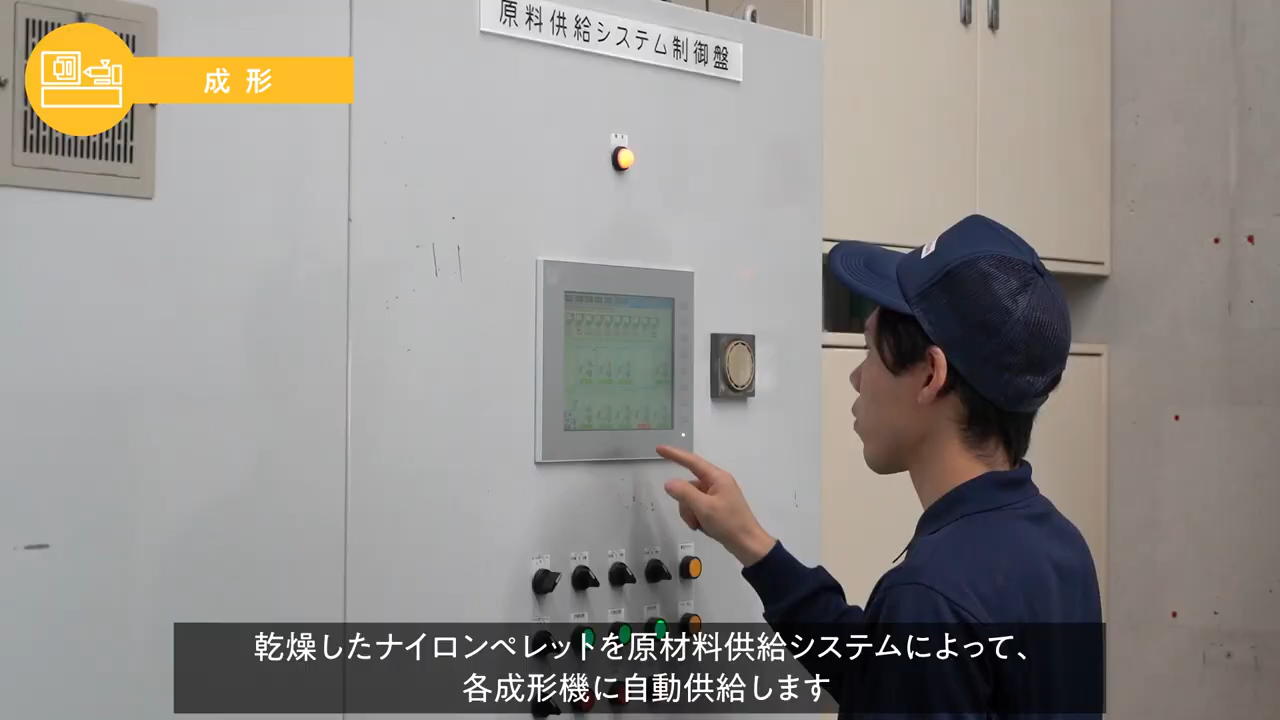 原料供給システム制御盤
成形
乾燥したナイロンペレットを原材料供給システムによって、
各成形機に自動供給します